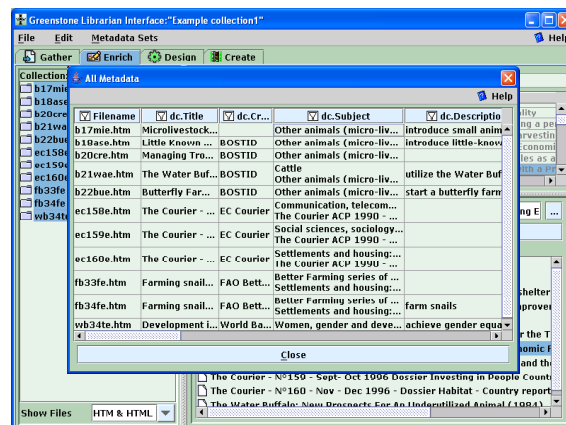 Greenstone Librarian Interface:"Example collection1"
File Edit Metadata Sets Help
Gather Enrich Design Create
Collection:
All Metadata
Help
Filename dc.Title dc.Cr... dc.Subject dc.Descriptio
b17mie.htm Microlivestock... Other animals (micro-liv... introduce small anim
b18ase.htm Little Known ... BOSTID Other animals (micro-liv... introduce little-know
b20cre.htm Managing Tro... BOSTID Other animals (micro-liv...
b21wae.htm The Water Buf... BOSTID Cattle
Other animals (micro-liv... utilize the Water Buf
b22bue.htm Butterfly Far... BOSTID Other animals (micro-liv... start a butterfly farm
ec158e.htm The Courier - ... EC Courier Communication, telecom...
The Courier ACP 1990 - ...
ec159e.htm The Courier - ... EC Courier Social sciences, sociology...
The Courier ACP 1990 - ...
ec160e.htm The Courier - ... EC Courier Settlements and housing:...
The Courier ACP 1990 - ...
fb33fe.htm Farming snail... FAO Bett... Better Farming series of ...
Settlements and housing:...
fb34fe.htm Farming snail... FAO Bett... Better Farming series of ...
Settlements and housing:... farm snails
wb34te.htm Development i... World Ba... Women, gender and deve... achieve gender equa
Close
b17mie
b18ase
b20cre
b21wa
b22bue
ec158e
ec159e
ec160e
fb33fe
fb34fe
wb34te
ng E ...
shelter
r the T
and the
The Courier - N°159 - Sept- Oct 1996 Dossier Investing in People Count
The Courier - N°160 - Nov - Dec 1996 - Dossier Habitat - Country report
The Water Buffalo: New Prospects For An Underutilized Animal (1984)
Show Files HTM & HTML